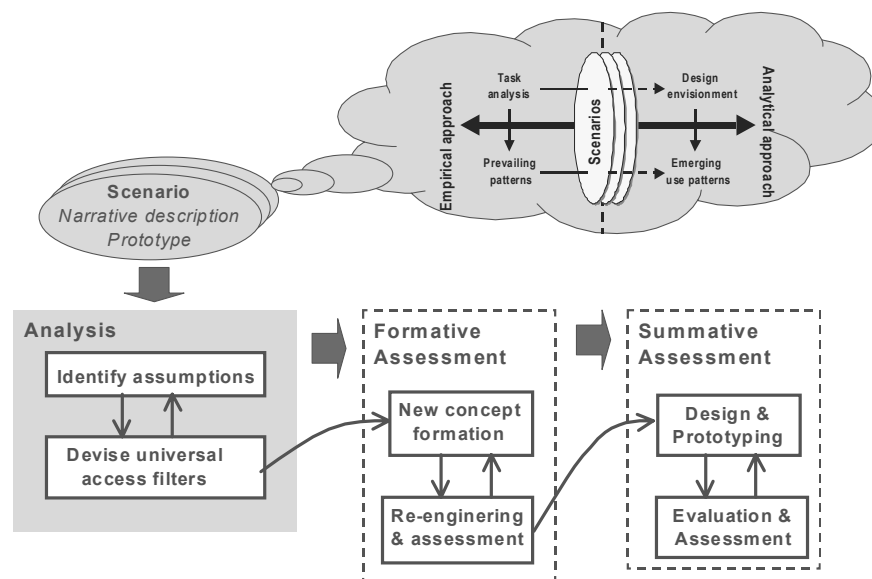 Empirical approach
Task
analysis
Prevailing
patterns
Scenarios
Design
envisionment
Emerging
use patterns
Analytical approach
Scenario
Narrative description
Prototype
Analysis
Identify assumptions
Devise universal
access filters
Formative
Assessment
New concept
formation
Re-enginering
& assessment
Summative
Assessment
Design &
Prototyping
Evaluation &
Assessment